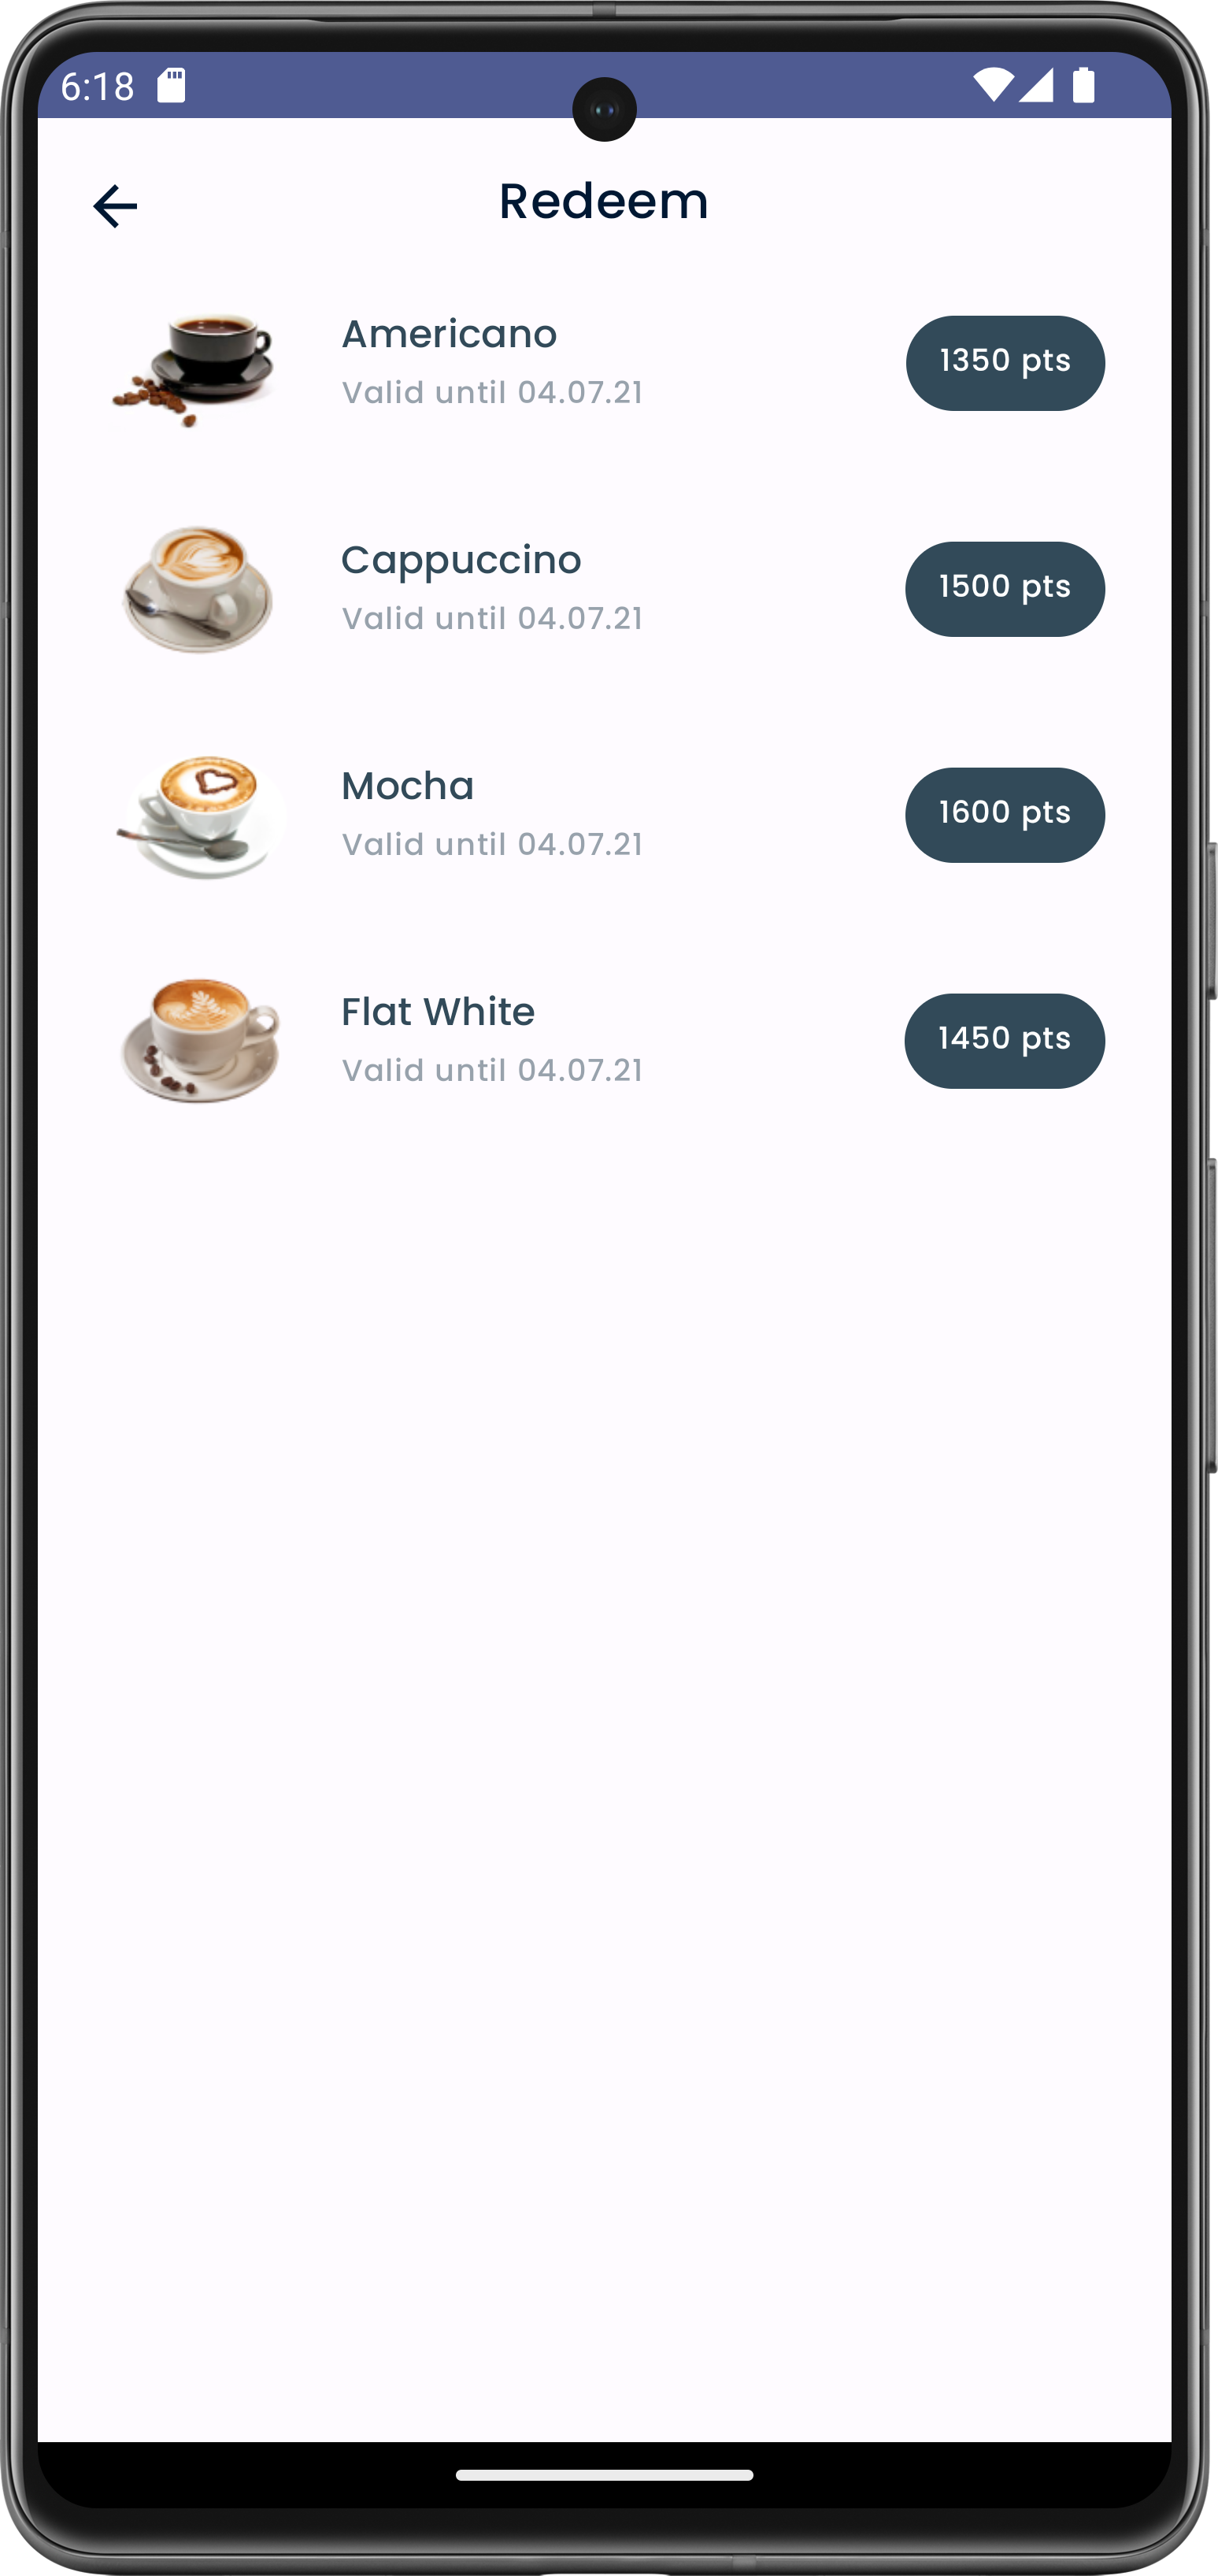 6:18
Redeem
Americano
Valid until 04.07.21
1350 pts
Cappuccino
Valid until 04.07.21
1500 pts
Mocha
Valid until 04.07.21
1600 pts
Flat White
Valid until 04.07.21
1450 pts